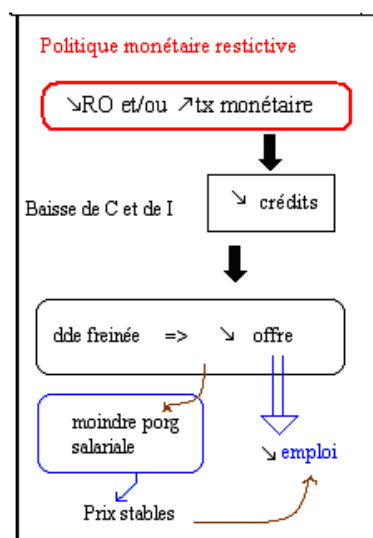 Politique monétaire restictive
↘RO et/ou ↗tx monétaire
↘ crédits
Baisse de C et de I
dde freinée => ↘ offre
moindre porg
salariale
↘ emploi
Prix stables